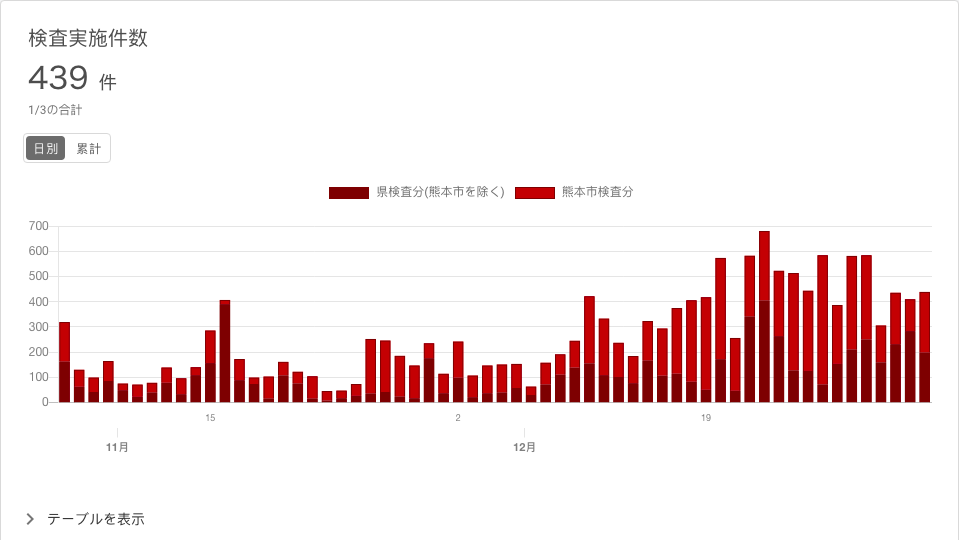 検査実施件数
439 件
1/3の合計
日別 累計
県検査分(熊本市を除く) 熊本市検査分
700
600
500
400
300
200
100
0
15 2 19
11月 12月
テーブルを表示